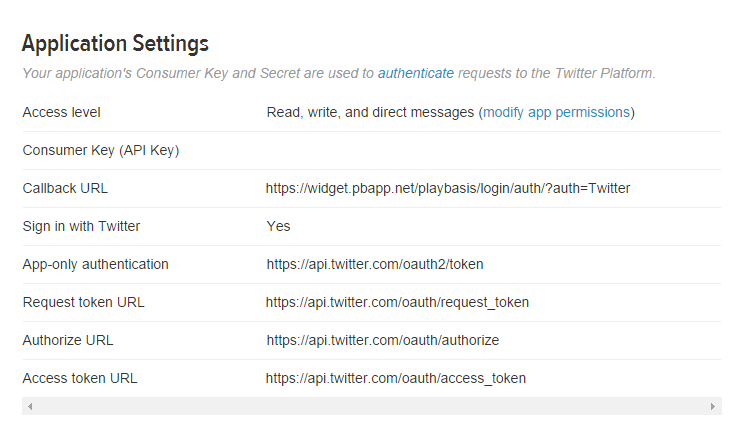 Application Settings
Your application's Consumer Key and Secret are used to authenticate requests to the Twitter Platform.
Access level Read, write, and direct messages (modify app permissions)
Consumer Key (API Key)
Callback URL https://widget.pbapp.net/playbasis/login/auth/?auth=Twitter
Sign in with Twitter Yes
App-only authentication https://api.twitter.com/oauth2/token
Request token URL https://api.twitter.com/oauth/request_token
Authorize URL https://api.twitter.com/oauth/authorize
Access token URL https://api.twitter.com/oauth/access_token